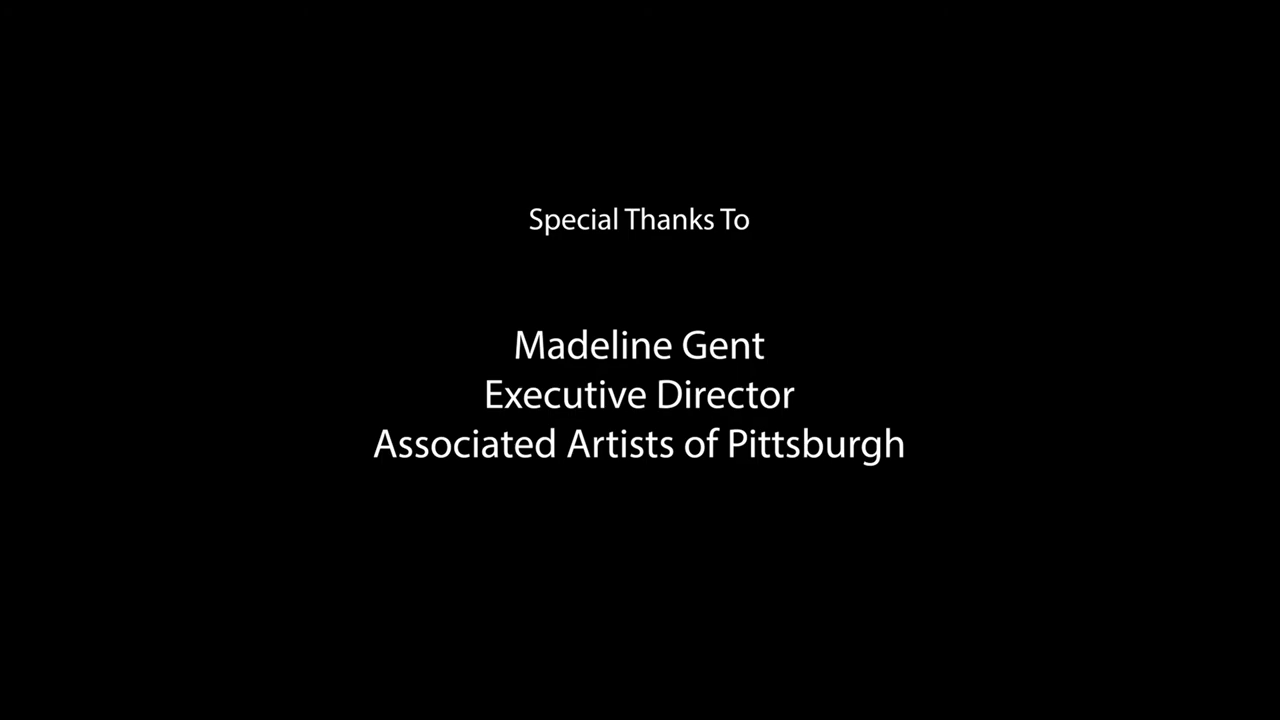 Special Thanks To
Madeline Gent
Executive Director
Associated Artists of Pittsburgh